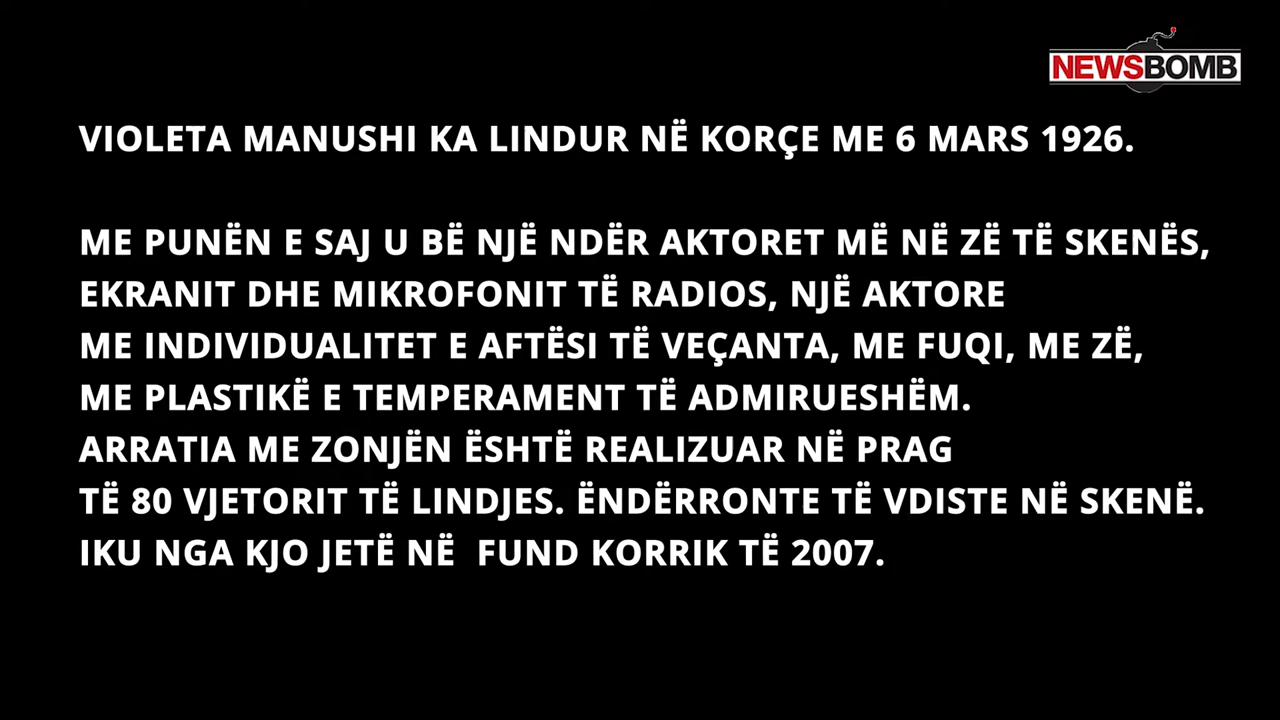 NEWSBOMB
VIOLETA MANUSHI KA LINDUR NË KORÇE ME 6 MARS 1926.
ME PUNËN E SAJ U BË NJË NDËR AKTORET MË NË ZË TË SKENËS,
EKRANIT DHE MIKROFONIT TË RADIOS, NJË AKTORE
ME INDIVIDUALITET E AFTËSI TË VEÇANTA, ME FUQI, ME ZË,
ME PLASTIKË E TEMPERAMENT TË ADMIRUESHËM.
ARRATIA ME ZONJËN ËSHTË REALIZUAR NË PRAG
TË 80 VJETORIT TË LINDJES. ËNDËRRONTE TË VDISTE NË SKENË.
IKU NGA KJO JETË NË  FUND KORRIK TË 2007.